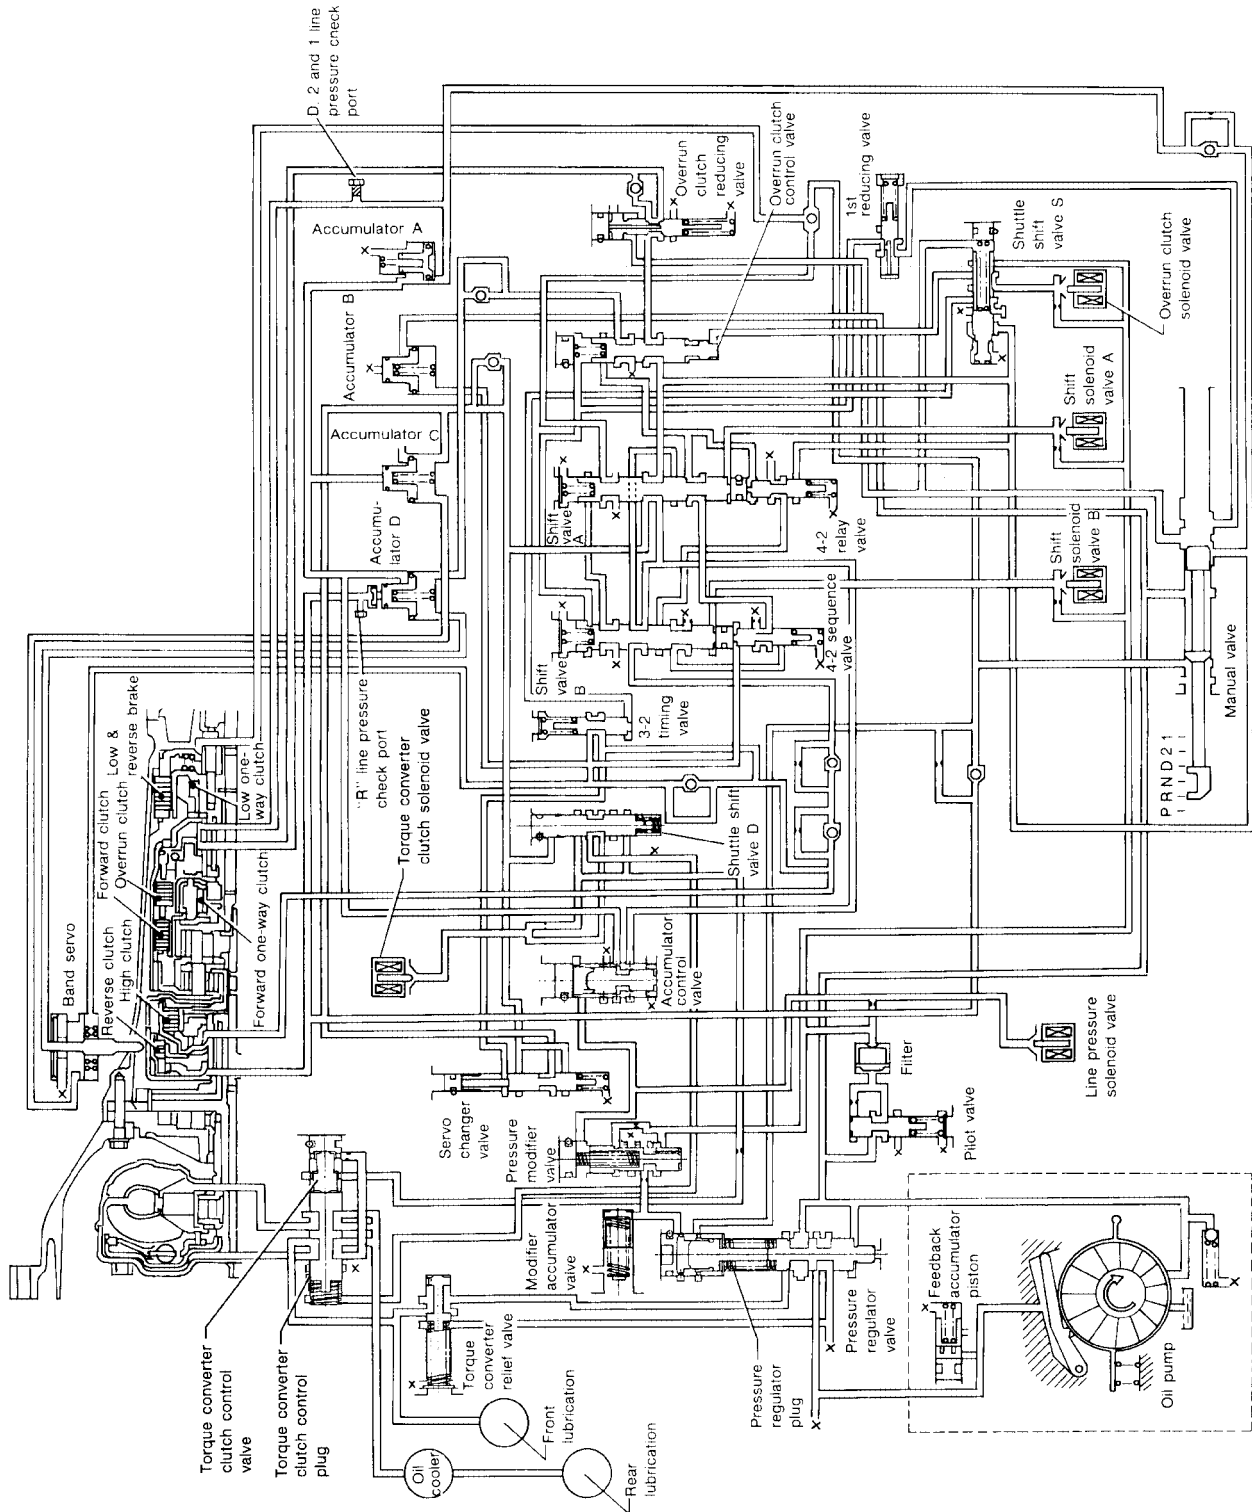 Band servo
Reverse clutch
High clutch
Forward clutch
Overrun clutch
Low &
reverse brake
Low one-
way clutch
Forward one-way clutch
"R" line pressure
check port
Torque converter
clutch solenoid valve
Accumu-
lator D
Accumulator C
Accumulator B
Accumulator A
D. 2 and 1 line
pressure cneck
port
Torque converter
clutch control
valve
Torque converter
clutch control
plug
Oil
cooler
Front
lubrication
Rear
lubrication
Torque
converter
relief valve
Servo
changer
valve
Pressure
modifier
valve
Modifier
accumulator
valve
Pressure
regulator
plug
Pressure
regulator
valve
Accumulator
control
valve
Shuttle shift
valve D
3-2
timing
valve
Shift
valve
B
4-2 sequence
valve
Shift
valve
A
4-2
relay
valve
Overrun
clutch
reducing
valve
Overrun clutch
control valve
1st
reducing valve
Shuttle
shift
valve S
Overrun clutch
solenoid valve
Shift
solenoid
valve A
Shift
solenoid
valve B
Manual valve
P R N D 2 1
Filter
Pilot valve
Line pressure
solenoid valve
Feedback
accumulator
piston
Oil pump